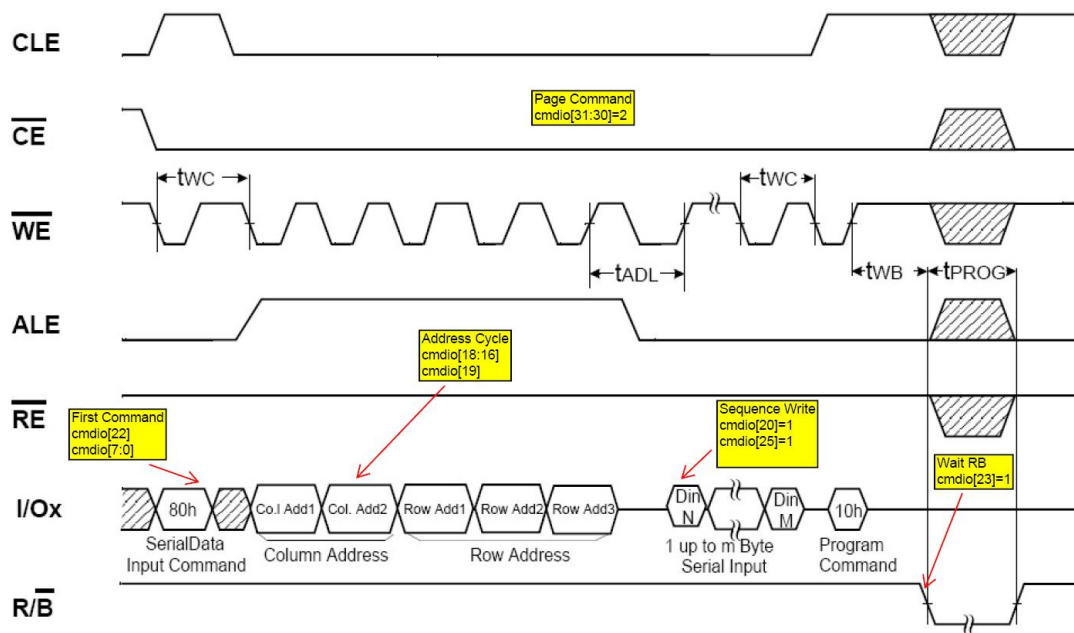 CLE
Page Command
cmdio[31:30]=2
CE
tWC
tWC
WE
tADL
tWB
tPROG
ALE
Address Cycle
cmdio[18:16]
cmdio[19]
RE
First Command
cmdio[22]
cmdio[7:0]
Sequence Write
cmdio[20]=1
cmdio[25]=1
Wait RB
cmdio[23]=1
I/Ox
80h
Co.l Add1
Col. Add2
Row Add1
Row Add2
Row Add3
Din
N
Din
M
10h
SerialData
Input Command
Column Address
Row Address
1 up to m Byte
Serial Input
Program
Command
R/B